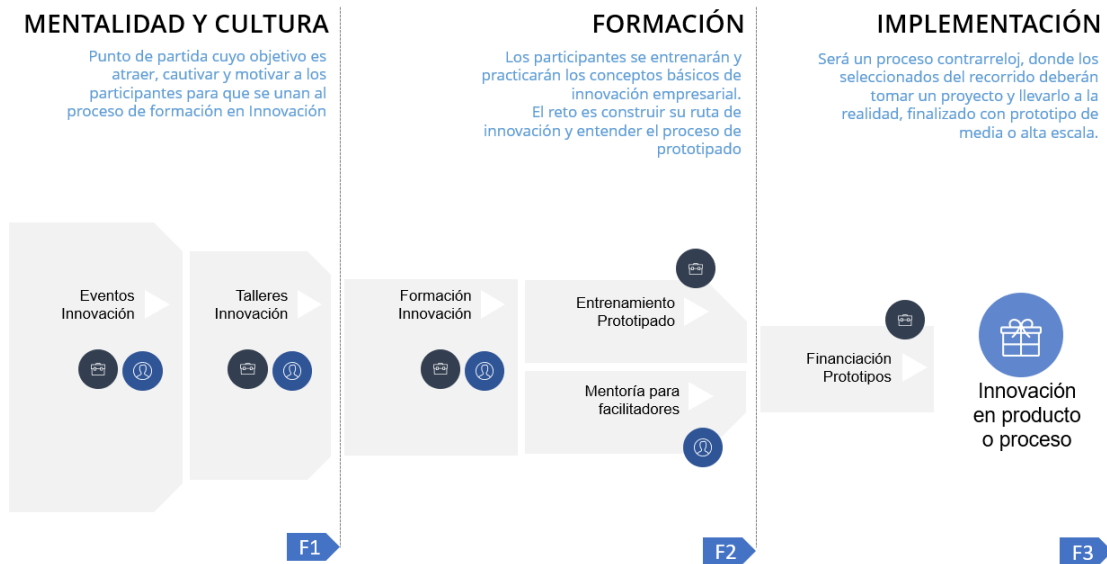 MENTALIDAD Y CULTURA
Punto de partida cuyo objetivo es
atraer, cautivar y motivar a los
participantes para que se unan al
proceso de formación en Innovación
FORMACIÓN
Los participantes se entrenarán y
practicarán los conceptos básicos de
innovación empresarial.
El reto es construir su ruta de
innovación y entender el proceso de
prototipado
IMPLEMENTACIÓN
Será un proceso contrarreloj, donde los
seleccionados del recorrido deberán
tomar un proyecto y llevarlo a la
realidad, finalizado con prototipo de
media o alta escala.
Eventos
Innovación
Talleres
Innovación
Formación
Innovación
Entrenamiento
Prototipado
Mentoría para
facilitadores
Financiación
Prototipos
Innovación
en producto
o proceso
F1
F2
F3